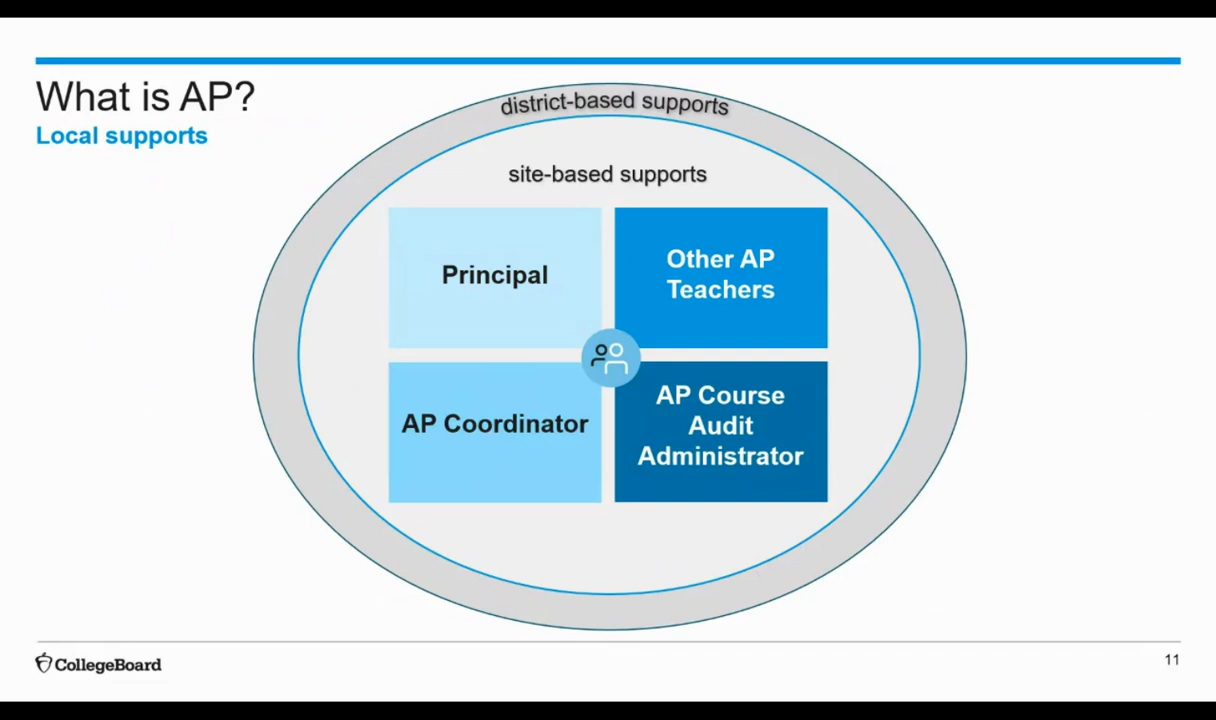 What is AP?
Local supports
district-based supports
site-based supports
Principal
Other AP
Teachers
AP Coordinator
AP Course
Audit
Administrator
CollegeBoard
11